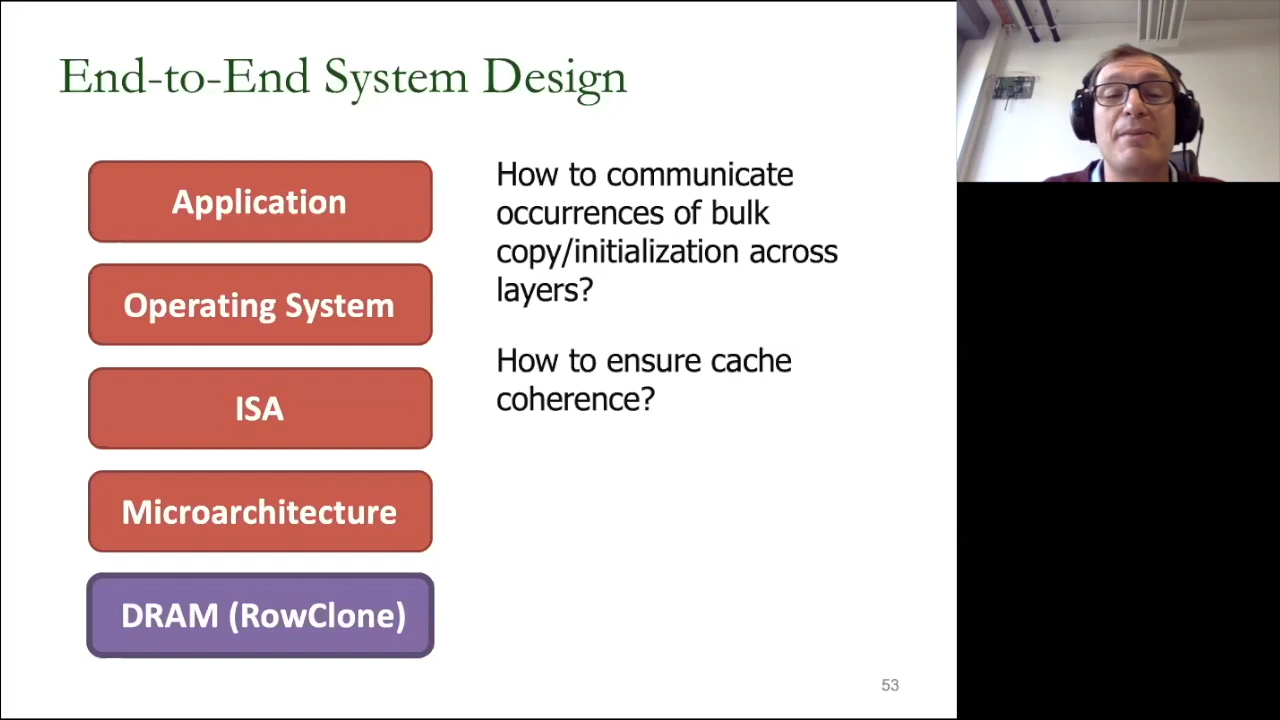 End-to-End System Design
Application
Operating System
ISA
Microarchitecture
DRAM (RowClone)
How to communicate
occurrences of bulk
copy/initialization across
layers?
How to ensure cache
coherence?
53